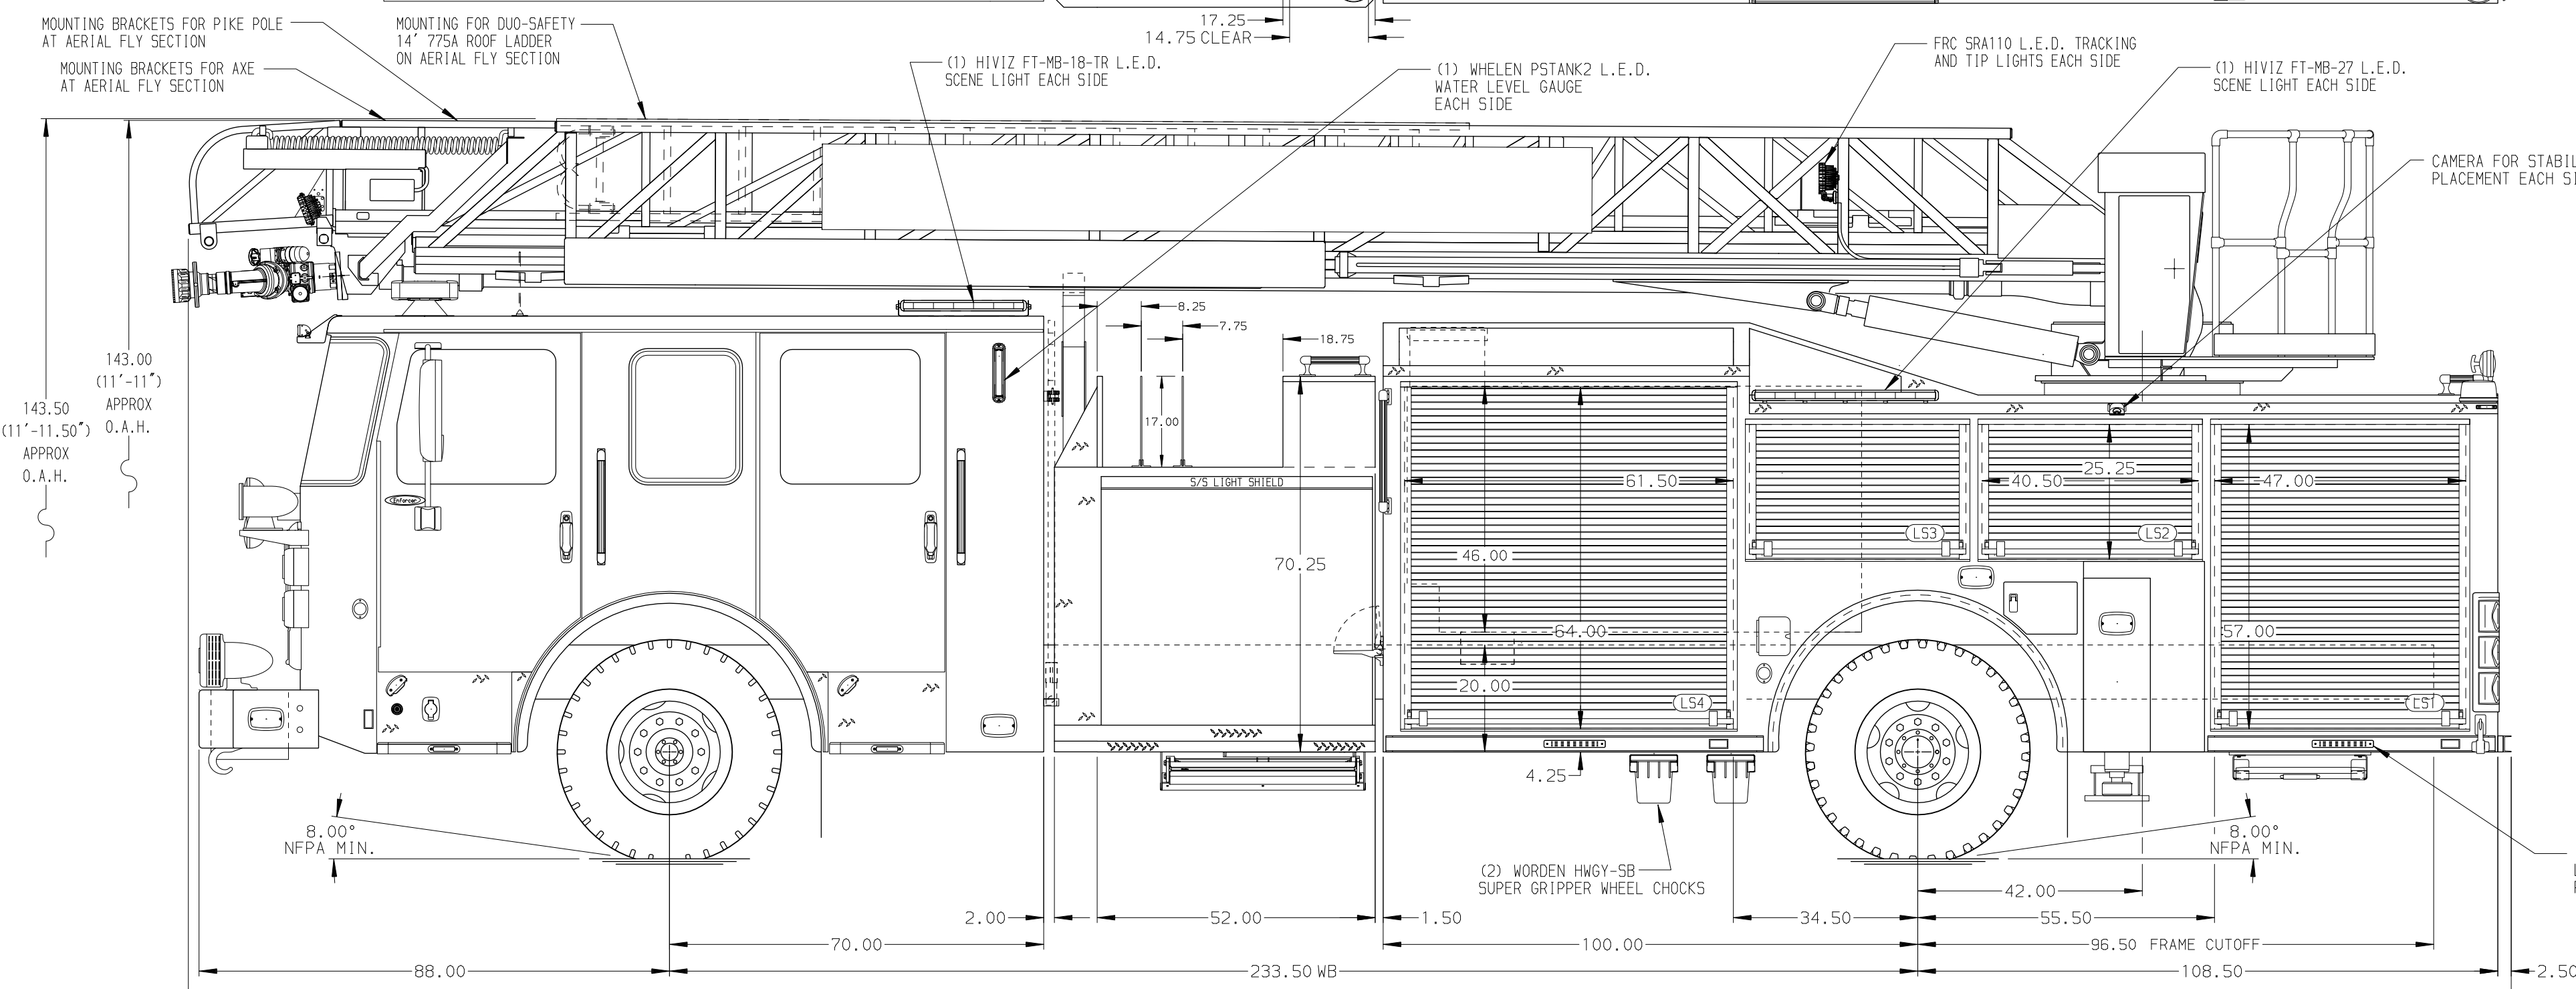 17.25
14.75 CLEAR
MOUNTING BRACKETS FOR PIKE POLE
AT AERIAL FLY SECTION
MOUNTING BRACKETS FOR AXE
AT AERIAL FLY SECTION
MOUNTING FOR DUO-SAFETY
14' 775A ROOF LADDER
ON AERIAL FLY SECTION
(1) HIVIZ FT-MB-18-TR L.E.D.
SCENE LIGHT EACH SIDE
(1) WHELEN PSTANK2 L.E.D.
WATER LEVEL GAUGE
EACH SIDE
FRC SRA110 L.E.D. TRACKING
AND TIP LIGHTS EACH SIDE
(1) HIVIZ FT-MB-27 L.E.D.
SCENE LIGHT EACH SIDE
CAMERA FOR STABIL
PLACEMENT EACH SI
143.50
(11'-11.50")
APPROX
O.A.H.
143.00
(11'-11")
APPROX
O.A.H.
8.25
7.75
18.75
17.00
Enforcer
S/S LIGHT SHIELD
70.25
61.50
46.00
64.00
20.00
LS4
LS3
40.50
25.25
LS2
47.00
57.00
LS1
4.25
8.00°
NFPA MIN.
8.00°
NFPA MIN.
(2) WORDEN HWGY-SB
SUPER GRIPPER WHEEL CHOCKS
42.00
2.00
52.00
1.50
34.50
55.50
70.00
100.00
96.50 FRAME CUTOFF
88.00
233.50 WB
108.50
2.50